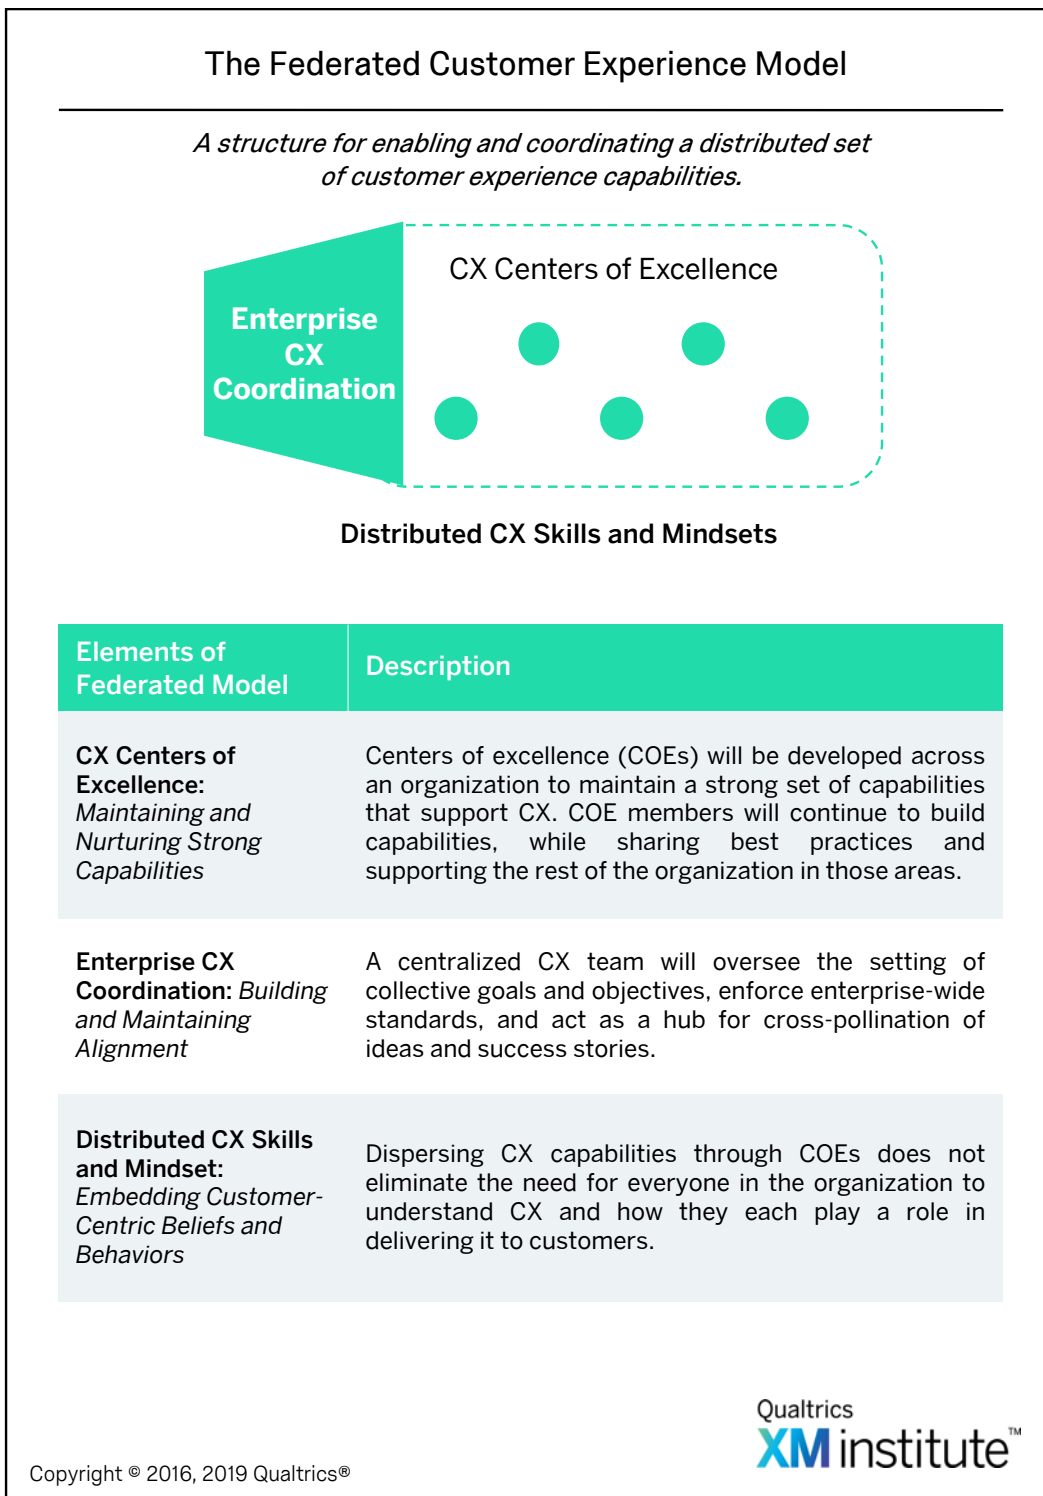 The Federated Customer Experience Model
A structure for enabling and coordinating a distributed set
of customer experience capabilities.
Enterprise
CX
Coordination
CX Centers of Excellence
Distributed CX Skills and Mindsets
Elements of
Federated Model
Description
CX Centers of
Excellence:
Maintaining and
Nurturing Strong
Capabilities
Centers of excellence (COEs) will be developed across
an organization to maintain a strong set of capabilities
that support CX. COE members will continue to build
capabilities, while sharing best practices and
supporting the rest of the organization in those areas.
Enterprise CX
Coordination: Building
and Maintaining
Alignment
A centralized CX team will oversee the setting of
collective goals and objectives, enforce enterprise-wide
standards, and act as a hub for cross-pollination of
ideas and success stories.
Distributed CX Skills
and Mindset:
Embedding Customer-
Centric Beliefs and
Behaviors
Dispersing CX capabilities through COEs does not
eliminate the need for everyone in the organization to
understand CX and how they each play a role in
delivering it to customers.
Qualtrics
XM institute™
Copyright © 2016, 2019 Qualtrics®